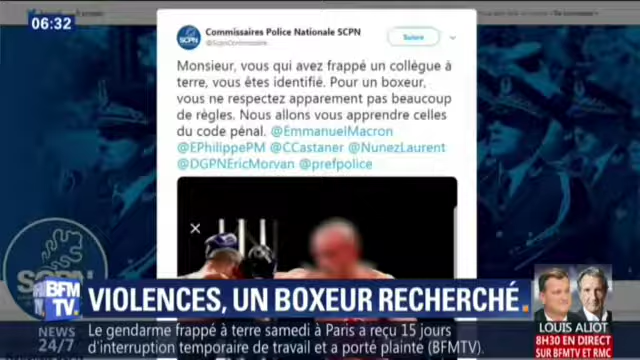 06:32
Commissaires Police Nationale SCPN
@ScpnCommissaire
Suivre
Monsieur, vous qui avez frappé un collègue à
terre, vous êtes identifié. Pour un boxeur,
vous ne respectez apparement pas beaucoup
de règles. Nous allons vous apprendre celles
du code pénal. @EmmanuelMacron
@EPhilippePM @CCastaner @NunezLaurent
@DGPNEricMorvan @prefpolice
SCPN
BFM
TV.
VIOLENCES, UN BOXEUR RECHERCHÉ.
NEWS
24/7
Le gendarme frappé à terre samedi à Paris a reçu 15 jours
d'interruption temporaire de travail et a porté plainte (BFMTV).
LOUIS ALIOT
8H30 EN DIRECT
SUR BFMTV ET RMC